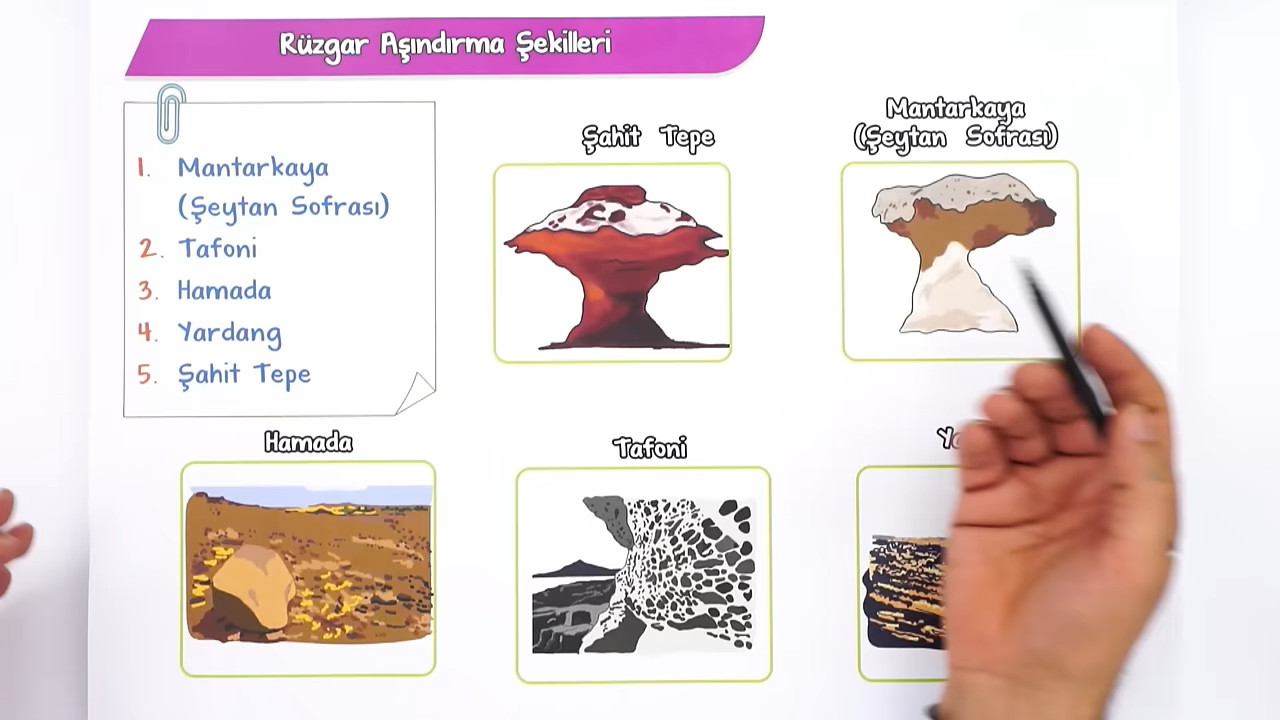 Rüzgar Aşındırma Şekilleri
1. Mantarkaya
(Şeytan Sofrası)
2. Tafoni
3. Hamada
4. Yardang
5. Şahit Tepe
Şahit Tepe
Mantarkaya
(Şeytan Sofrası)
Hamada
Tafoni